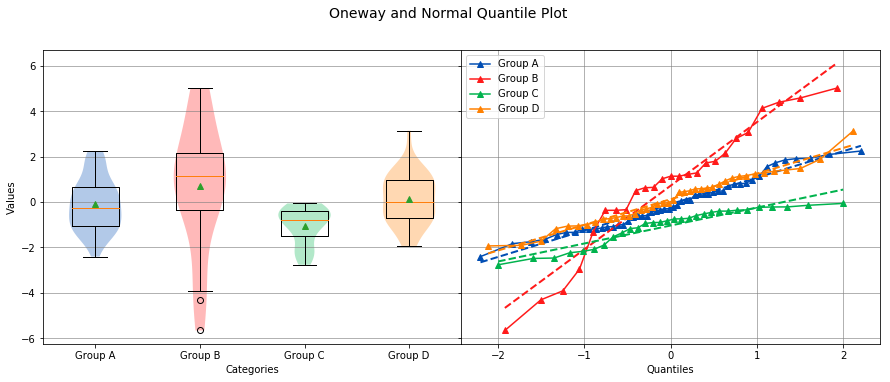 Oneway and Normal Quantile Plot
Values
6
4
2
0
−2
−4
−6
Group A
Group B
Group C
Group D
Categories
Group A
Group B
Group C
Group D
−2
−1
0
1
2
Quantiles